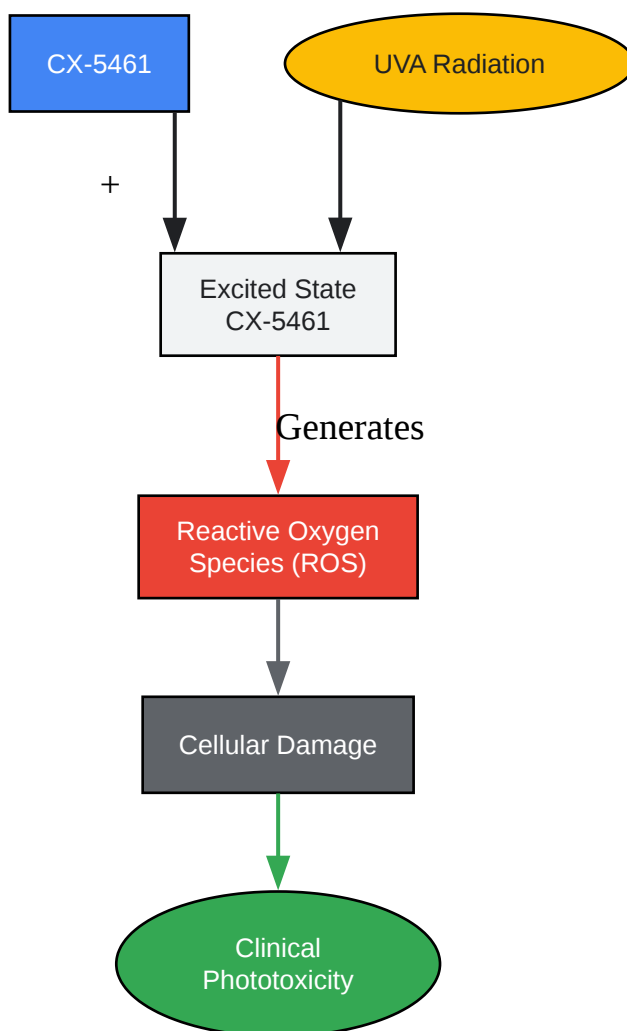 CX-5461
UVA Radiation
+
Excited State
CX-5461
Generates
Reactive Oxygen
Species (ROS)
Cellular Damage
Clinical
Phototoxicity